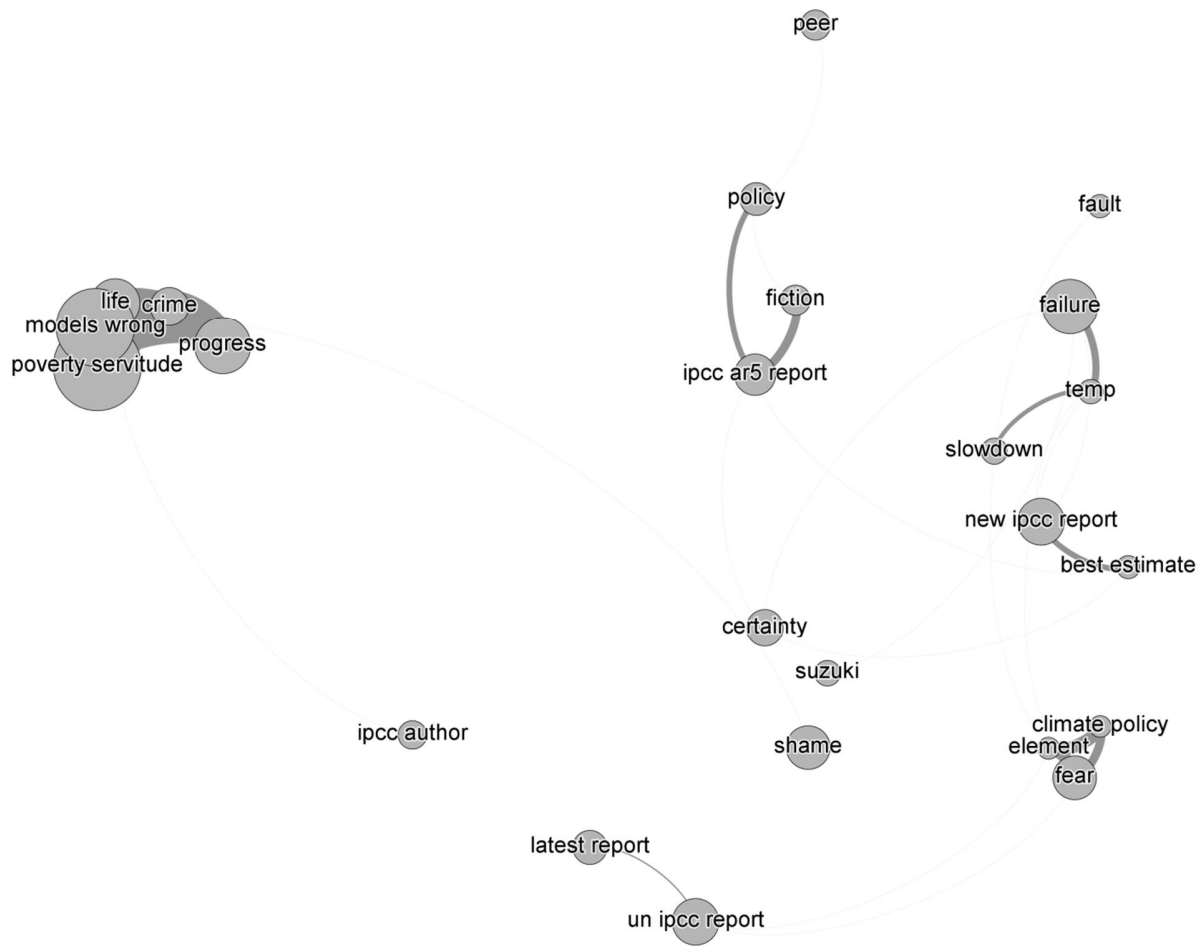 peer
policy
fault
fiction
failure
life
crime
models wrong
progress
poverty servitude
ipcc ar5 report
temp
slowdown
new ipcc report
best estimate
certainty
suzuki
ipcc author
shame
climate policy
element
fear
latest report
un ipcc report